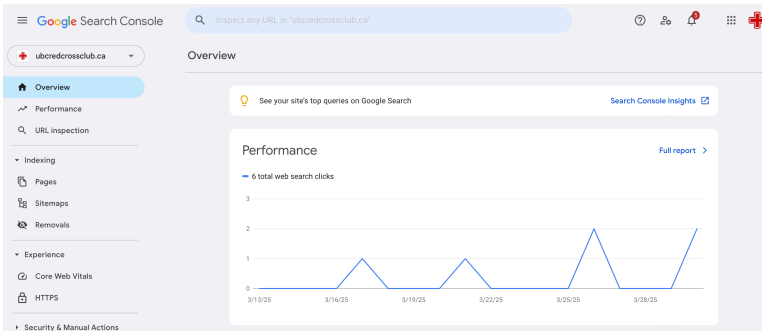 Google Search Console
Inspect any URL in "ubcredcrossclub.ca"
ubcredcrossclub.ca
Overview
Overview
Performance
URL inspection
Indexing
Pages
Sitemaps
Removals
Experience
Core Web Vitals
HTTPS
Security & Manual Actions
See your site's top queries on Google Search
Search Console Insights
Performance
Full report
6 total web search clicks
3
2
1
0
3/13/25 3/16/25 3/19/25 3/22/25 3/25/25 3/28/25